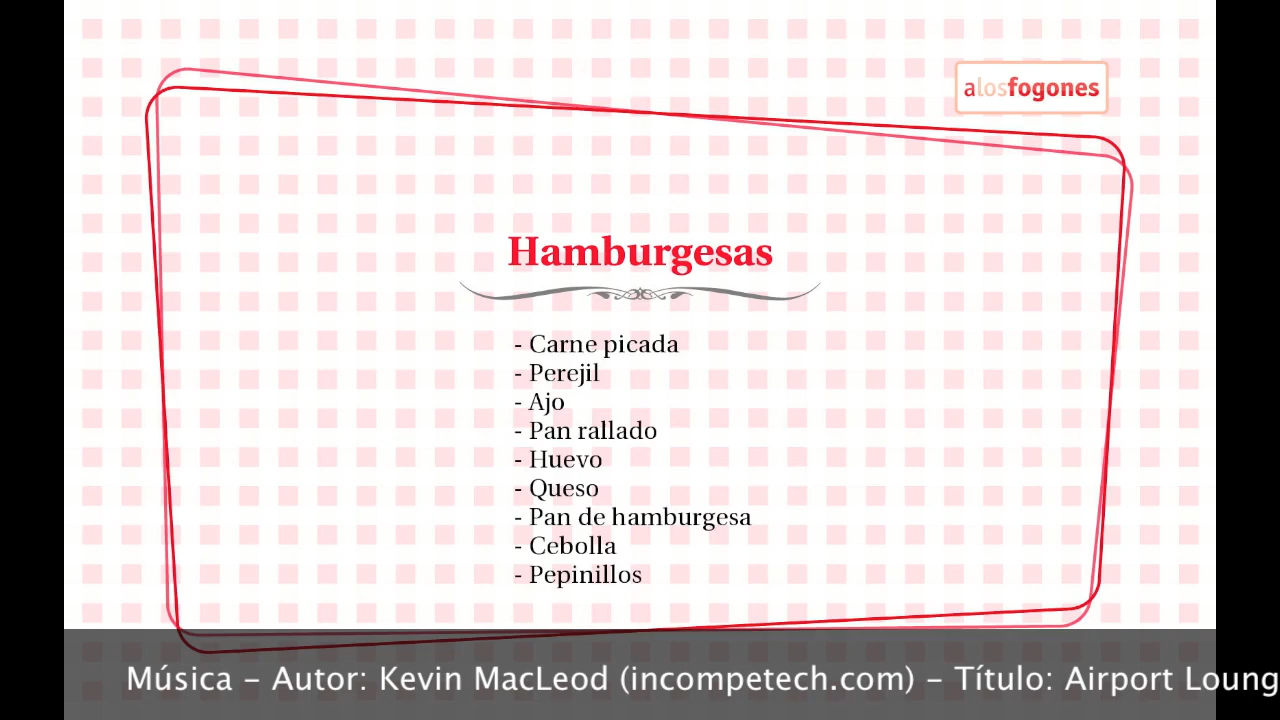 alosfogones
Hamburgesas
- Carne picada
- Perejil
- Ajo
- Pan rallado
- Huevo
- Queso
- Pan de hamburgesa
- Cebolla
- Pepinillos
Música - Autor: Kevin MacLeod (incompetech.com) - Título: Airport Loung